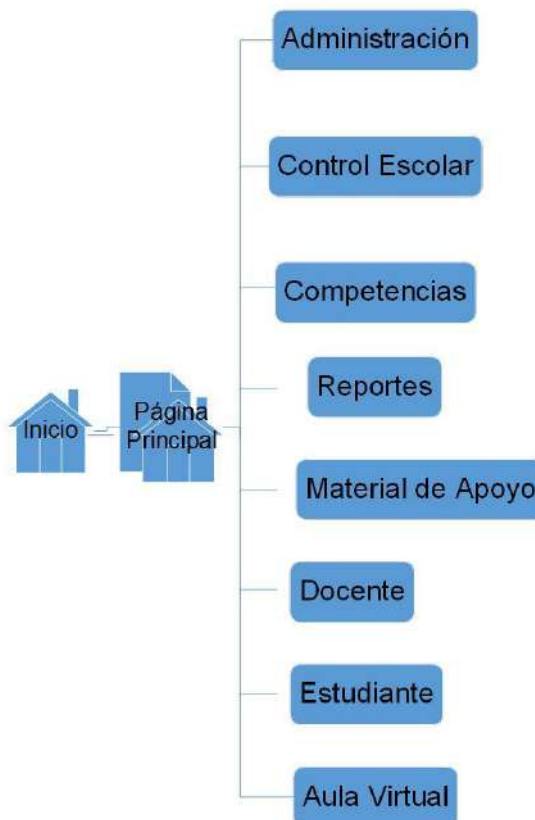 Administración
Control Escolar
Competencias
Reportes
Inicio
Página
Principal
Material de Apoyo
Docente
Estudiante
Aula Virtual